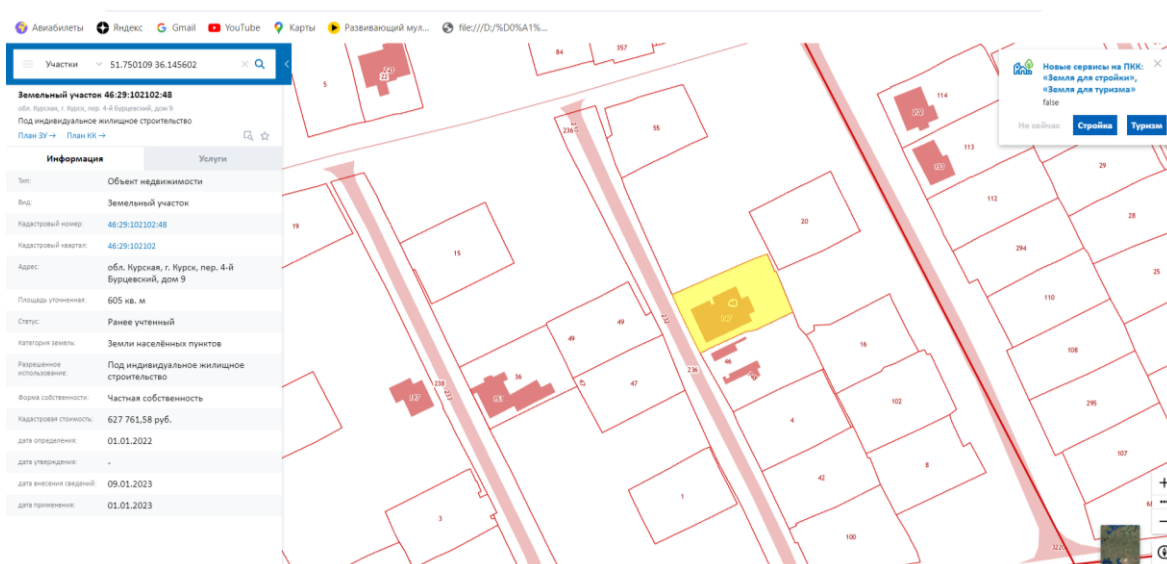 Авиабилеты Яндекс Gmail YouTube Карты Развивающий мул... file:///D:/%D0%A1%...
Участки 51.750109 36.145602
Земельный участок 46:29:102102:48
обл. Курская, г. Курск, пер. 4-й Бурцевский, дом 9
Под индивидуальное жилищное строительство
План ЗУ → План КК →
Информация Услуги
Тип: Объект недвижимости
Вид: Земельный участок
Кадастровый номер: 46:29:102102:48
Кадастровый квартал: 46:29:102102
Адрес: обл. Курская, г. Курск, пер. 4-й
Бурцевский, дом 9
Площадь уточненная: 605 кв. м
Статус: Ранее учтенный
Категория земель: Земли населённых пунктов
Разрешенное
использование:
Под индивидуальное жилищное
строительство
Форма собственности: Частная собственность
Кадастровая стоимость: 627 761,58 руб.
дата определения: 01.01.2022
дата утверждения: -
дата внесения сведений: 09.01.2023
дата применения: 01.01.2023
Новые сервисы на ПКК:
«Земля для стройки»,
«Земля для туризма»
false
Не сейчас Стройка Туризм
84
357
5
236
55
114
113
29
112
19
20
28
15
294
25
110
49
232
49
236
46
16
108
36
47
238
233
102
295
4
107
42
8
1
3
100